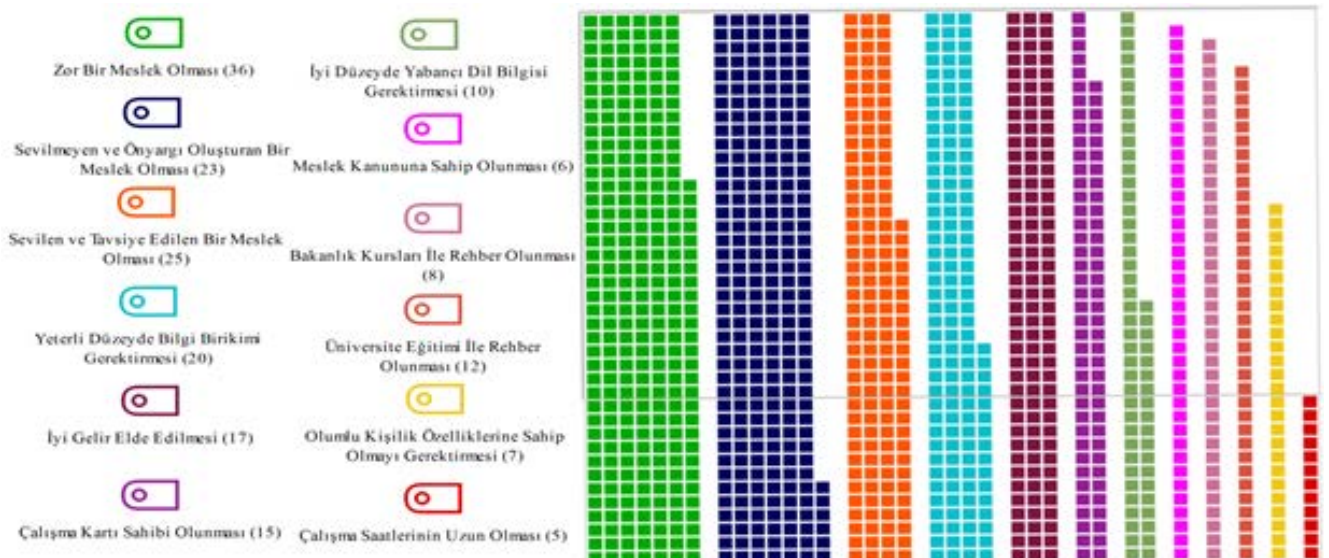 Zor Bir Meslek Olması (36)
Sevilmeyen ve Önyargı Oluşturan Bir
Meslek Olması (23)
Sevilen ve Tavsiye Edilen Bir Meslek
Olması (25)
Yeterli Düzeyde Bilgi Birikimi
Gerektirmesi (20)
İyi Gelir Elde Edilmesi (17)
Çalışma Kartı Sahibi Olunması (15)
İyi Düzeyde Yabancı Dil Bilgisi
Gerektirmesi (10)
Meslek Kanununa Sahip Olunması (6)
Bakanlık Kursları İle Rehber Olunması
(8)
Üniversite Eğitimi İle Rehber
Olunması (12)
Olumlu Kişilik Özelliklerine Sahip
Olmayı Gerektirmesi (7)
Çalışma Saatlerinin Uzun Olması (5)